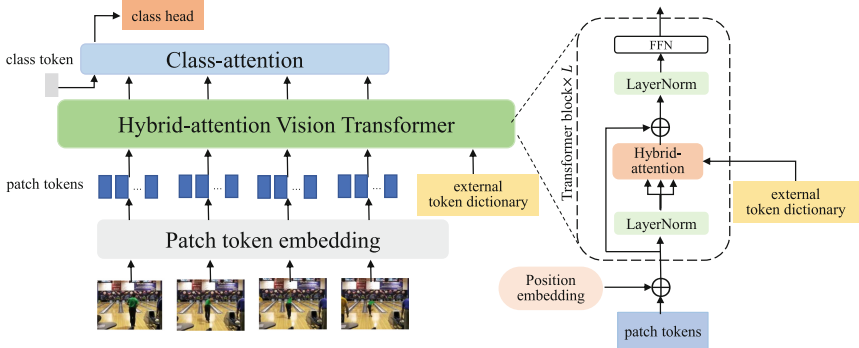 class head
class token
Class-attention
Hybrid-attention Vision Transformer
patch tokens
... ... ... ...
external
token dictionary
Patch token embedding
FFN
LayerNorm
Transformer block× L
Hybrid-
attention
external
token dictionary
LayerNorm
Position
embedding
patch tokens